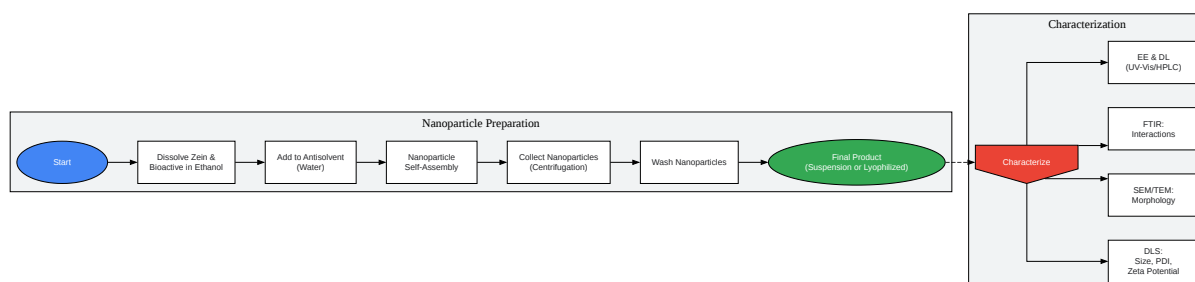 Nanoparticle Preparation
Start
Dissolve Zein &
Bioactive in Ethanol
Add to Antisolvent
(Water)
Nanoparticle
Self-Assembly
Collect Nanoparticles
(Centrifugation)
Wash Nanoparticles
Final Product
(Suspension or Lyophilized)
Characterization
Characterize
EE & DL
(UV-Vis/HPLC)
FTIR:
Interactions
SEM/TEM:
Morphology
DLS:
Size, PDI,
Zeta Potential